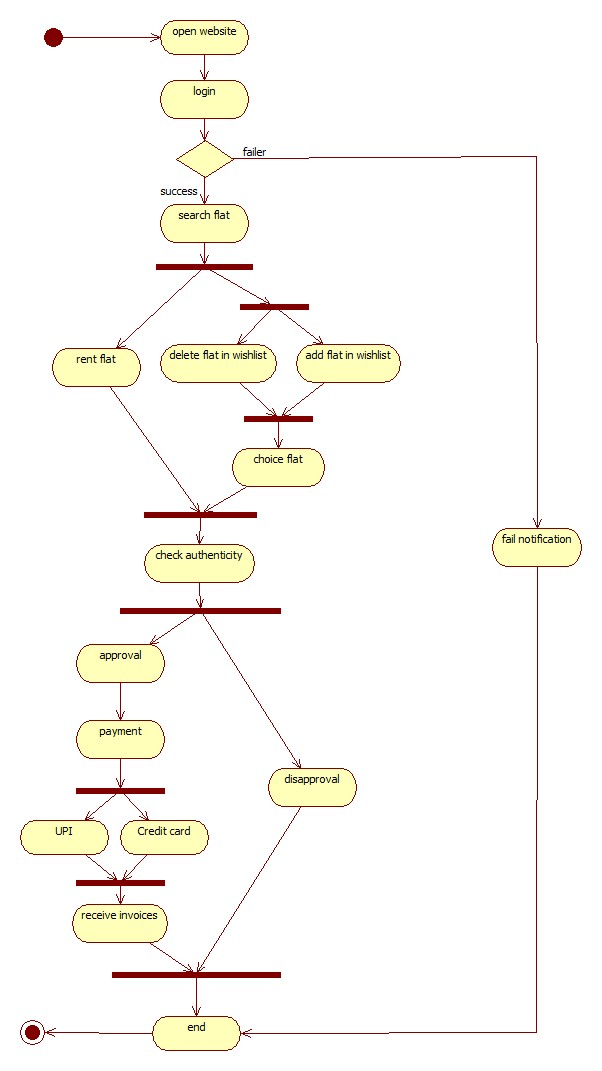 open website
login
failer
success
search flat
rent flat
delete flat in wishlist
add flat in wishlist
choice flat
fail notification
check authenticity
approval
payment
disapproval
UPI
Credit card
receive invoices
end